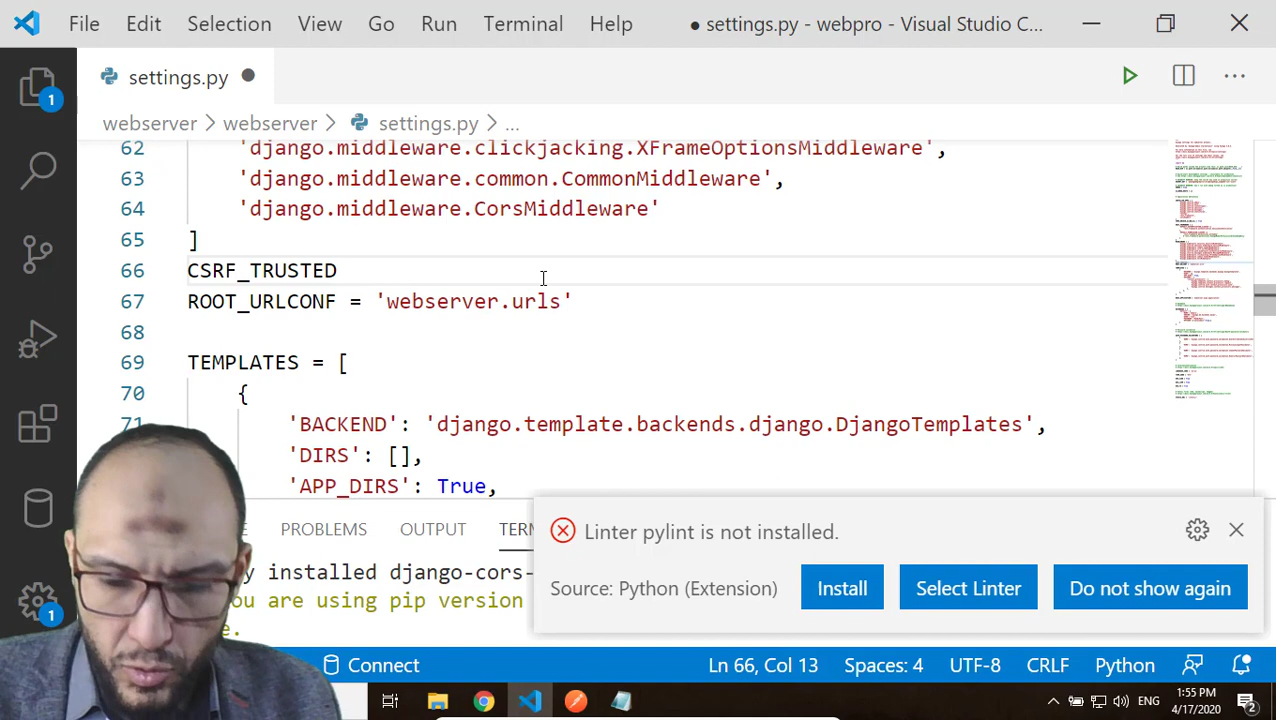 File Edit Selection View Go Run Terminal Help ● settings.py - webpro - Visual Studio C...
settings.py
webserver > webserver > settings.py > ...
62 'django.middleware.clickjacking.XFrameOptionsMiddleware'
63 'django.middleware.common.CommonMiddleware',
64 'django.middleware.CorsMiddleware'
65 ]
66 CSRF_TRUSTED
67 ROOT_URLCONF = 'webserver.urls'
68
69 TEMPLATES = [
70 {
71 'BACKEND': 'django.template.backends.django.DjangoTemplates',
'DIRS': [],
'APP_DIRS': True,
PROBLEMS OUTPUT TERM
y installed django-cors-
ou are using pip version
e.
Linter pylint is not installed.
Source: Python (Extension) Install Select Linter Do not show again
Connect Ln 66, Col 13 Spaces: 4 UTF-8 CRLF Python
ENG 1:55 PM
4/17/2020
1
1
2